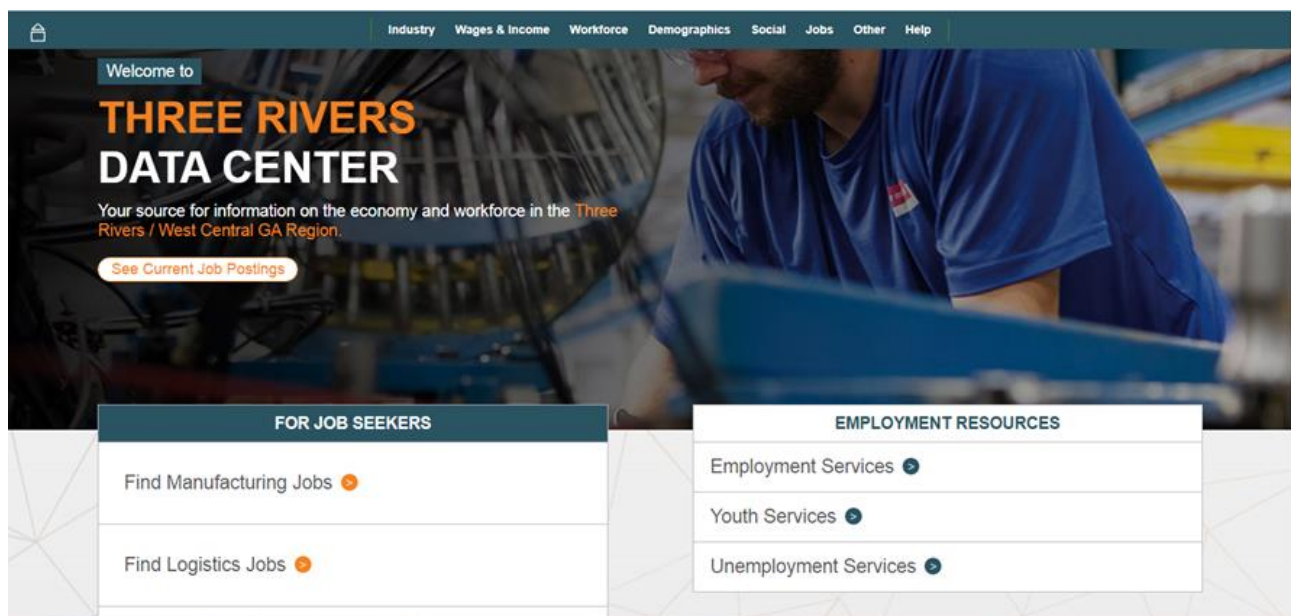 Industry Wages & Income Workforce Demographics Social Jobs Other Help
Welcome to
THREE RIVERS
DATA CENTER
Your source for information on the economy and workforce in the Three
Rivers / West Central GA Region.
See Current Job Postings
FOR JOB SEEKERS
Find Manufacturing Jobs
Find Logistics Jobs
EMPLOYMENT RESOURCES
Employment Services
Youth Services
Unemployment Services